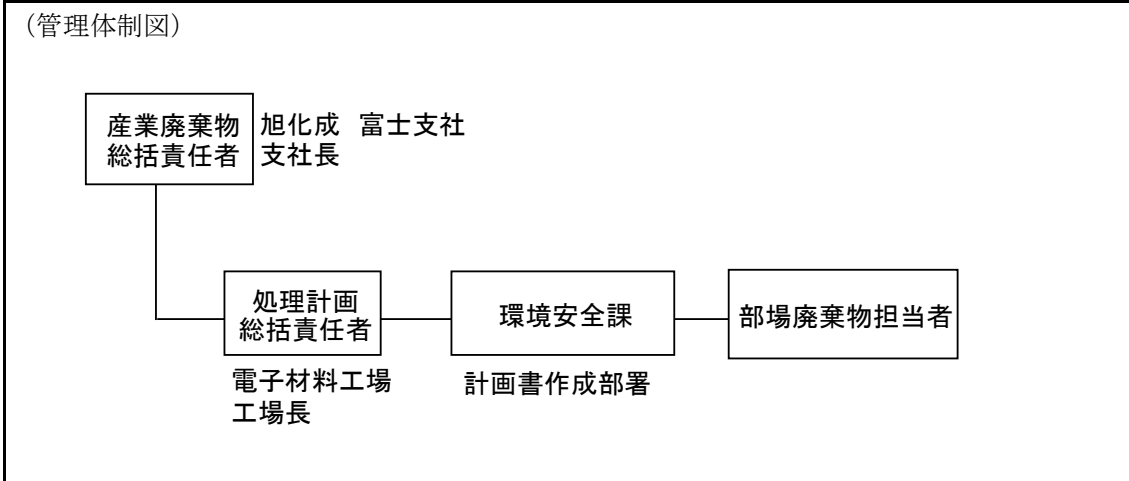 （管理体制図）
産業廃棄物
総括責任者
旭化成　富士支社
支社長
処理計画
総括責任者
電子材料工場
工場長
環境安全課
計画書作成部署
部場廃棄物担当者